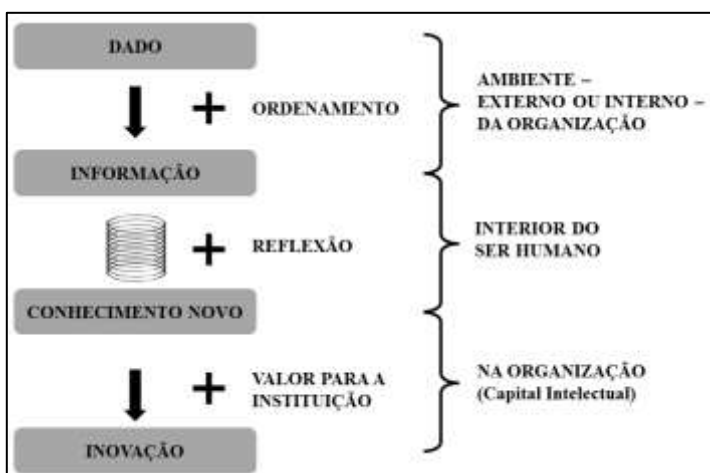 DADO
ORDENAMENTO
AMBIENTE –
EXTERNO OU INTERNO –
DA ORGANIZAÇÃO
INFORMAÇÃO
REFLEXÃO
INTERIOR DO
SER HUMANO
CONHECIMENTO NOVO
VALOR PARA A
INSTITUIÇÃO
NA ORGANIZAÇÃO
(Capital Intelectual)
INOVAÇÃO